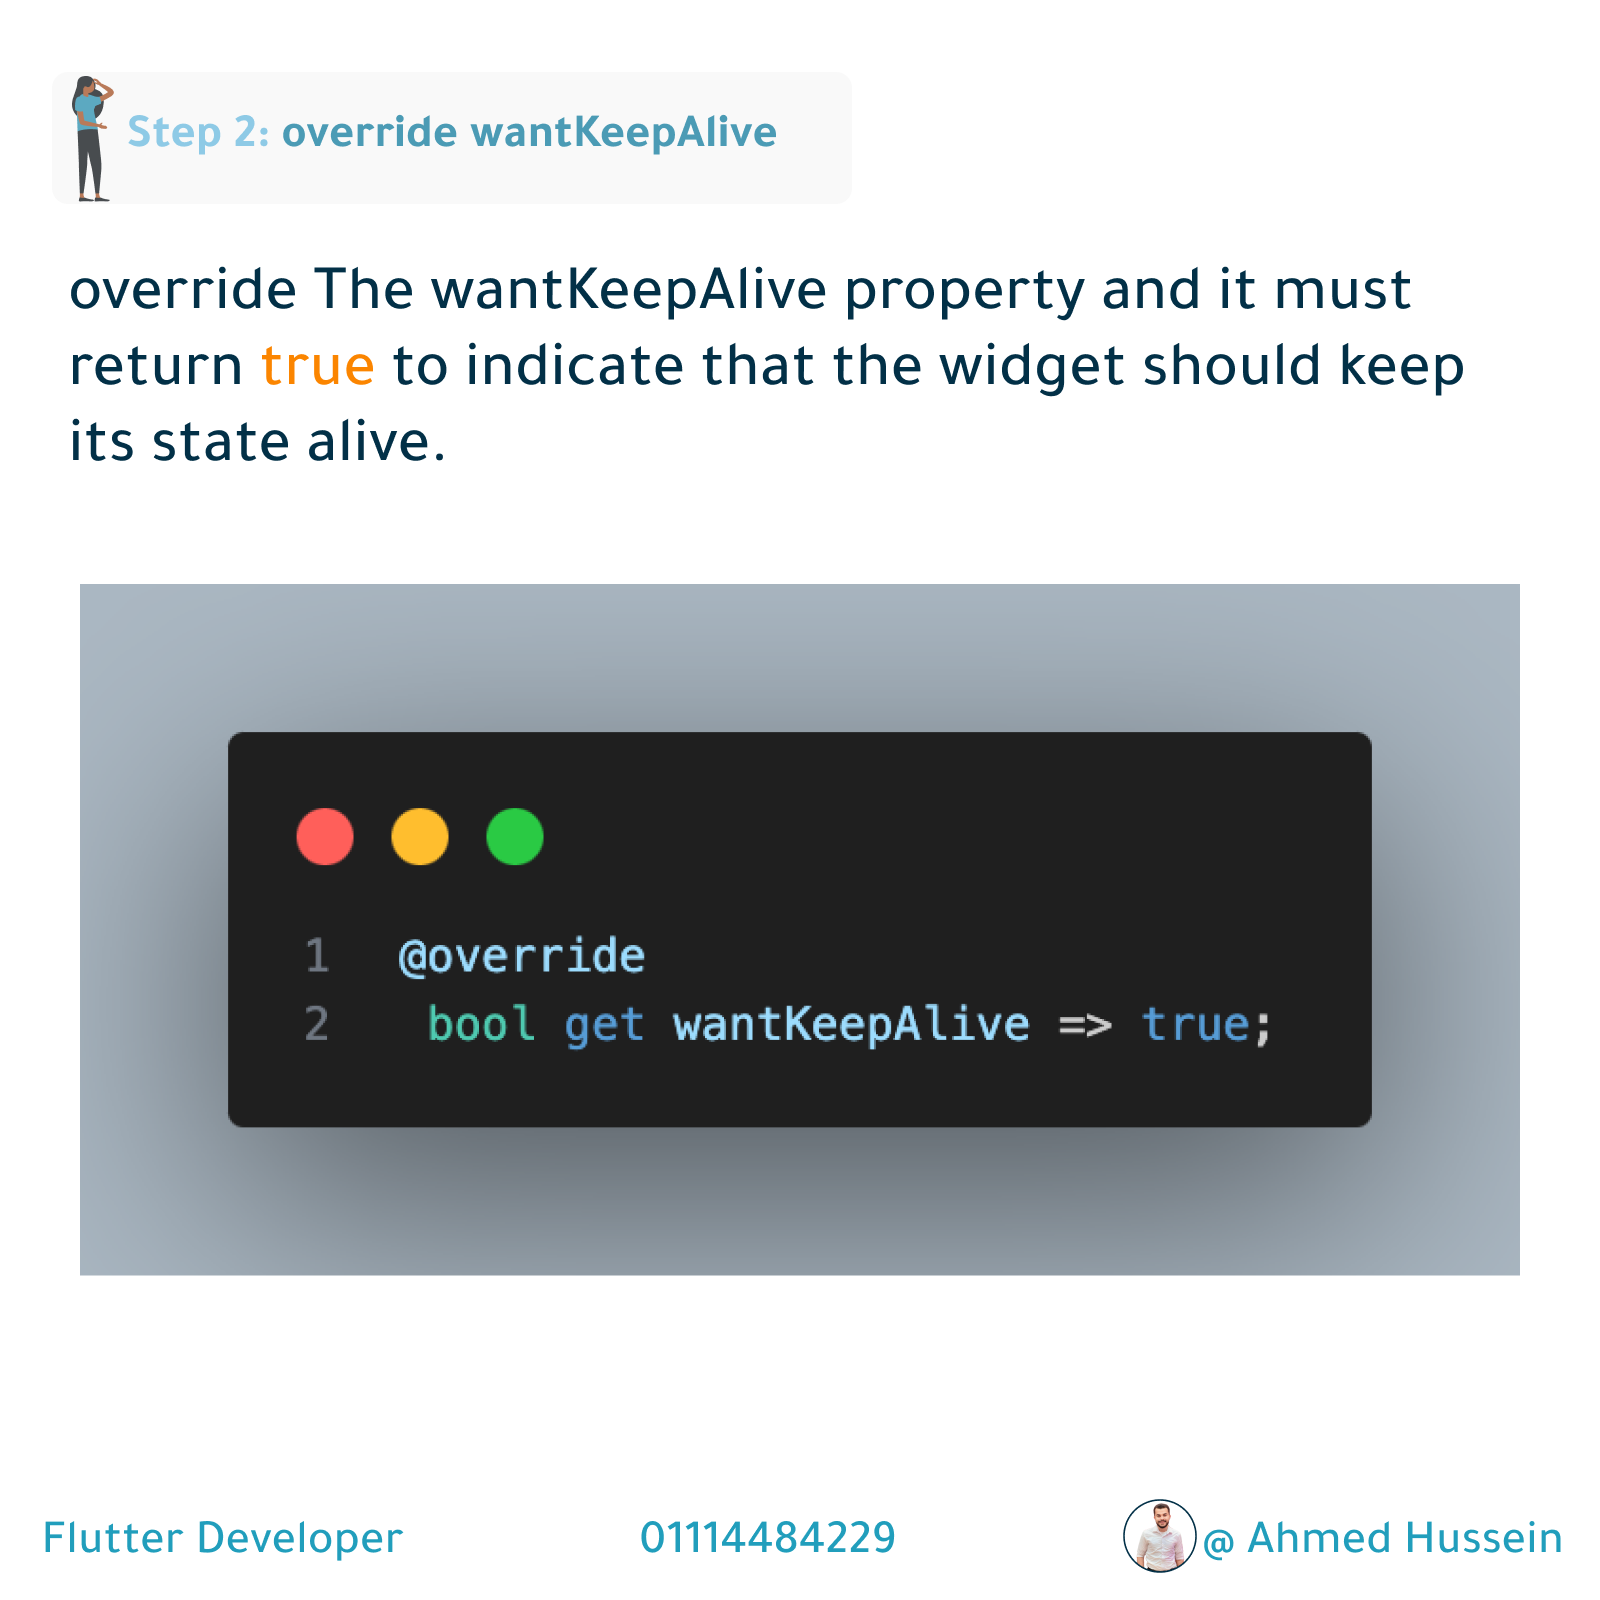 Step 2: override wantKeepAlive
override The wantKeepAlive property and it must
return true to indicate that the widget should keep
its state alive.
1 @override
2 bool get wantKeepAlive => true;
Flutter Developer 01114484229 @ Ahmed Hussein